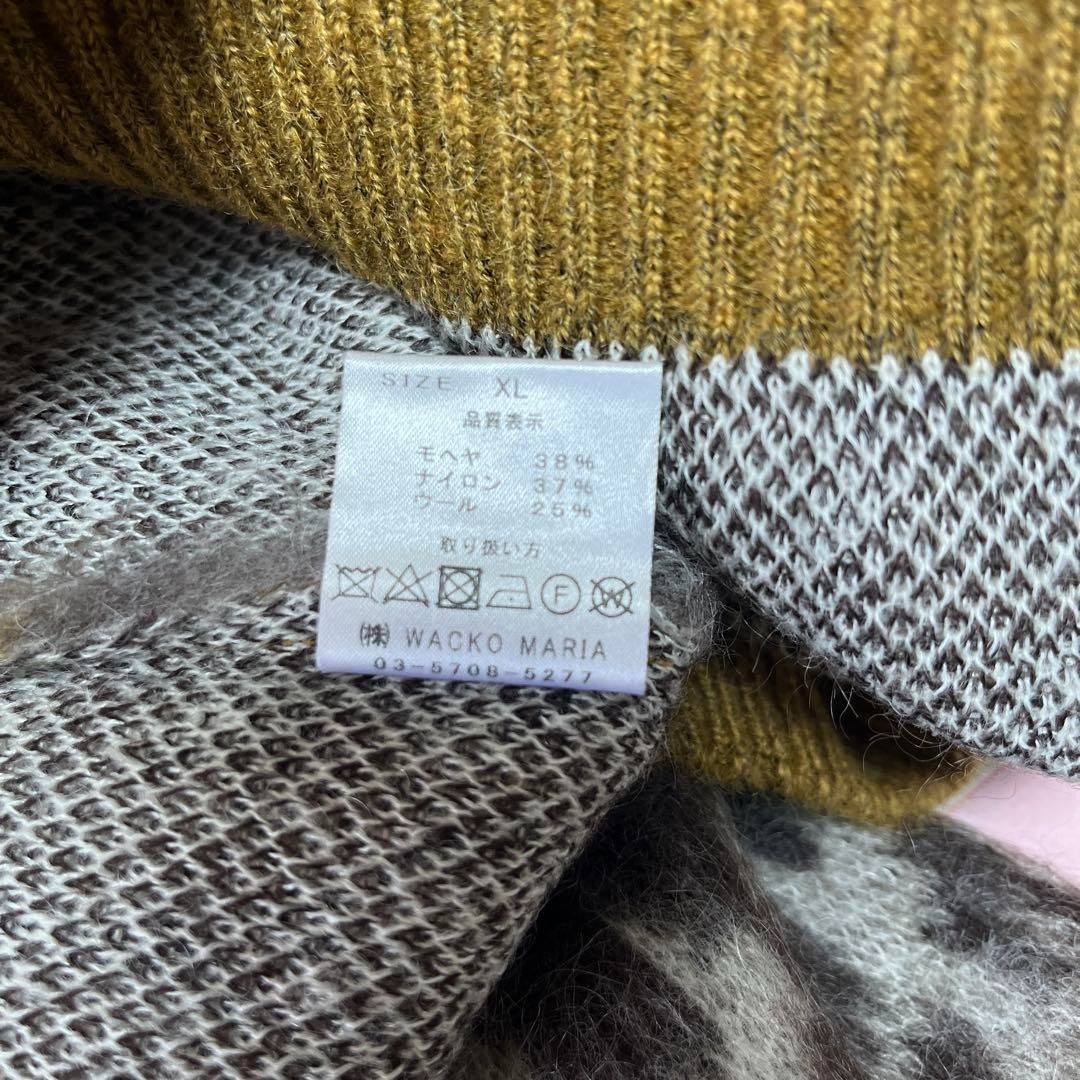 SIZE XL
品質表示
モヘヤ 38%
ナイロン 37%
ウール 25%
取り扱い方
F W
㈱ WACKO MARIA
03-5708-5277